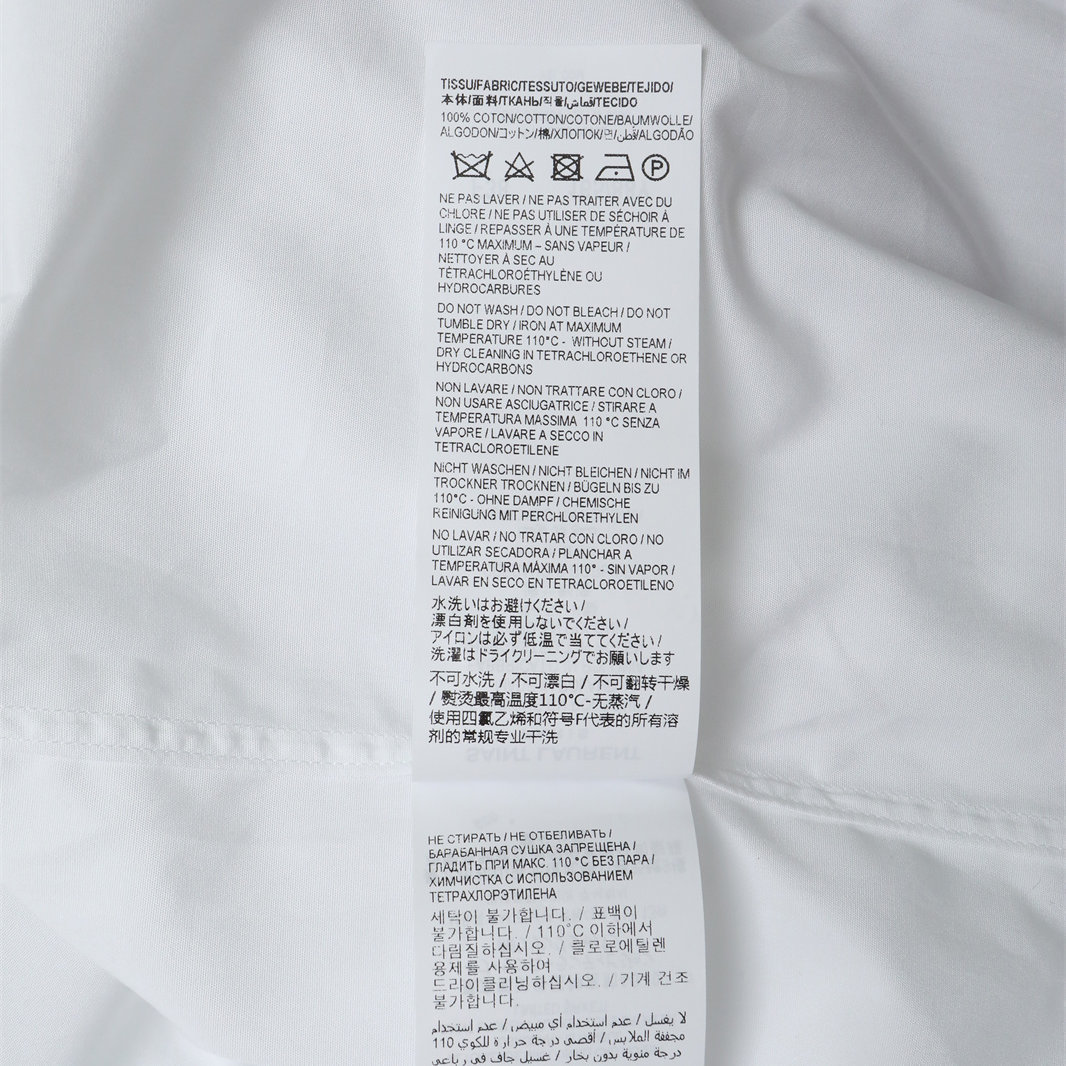 TISSU/FABRIC/TESSUTO/GEWEBE/TEJIDO/
本体/面料/ТКАНЬ/직물/قماش/TECIDO
100% COTON/COTTON/COTONE/BAUMWOLLE/
ALGODON/コットン/棉/ХЛОПОК/면/قطن/ALGODÃO
P
NE PAS LAVER / NE PAS TRAITER AVEC DU
CHLORE / NE PAS UTILISER DE SÉCHOIR À
LINGE / REPASSER À UNE TEMPÉRATURE DE
110 °C MAXIMUM – SANS VAPEUR /
NETTOYER À SEC AU
TÉTRACHLOROÉTHYLÈNE OU
HYDROCARBURES
DO NOT WASH / DO NOT BLEACH / DO NOT
TUMBLE DRY / IRON AT MAXIMUM
TEMPERATURE 110°C - WITHOUT STEAM /
DRY CLEANING IN TETRACHLOROETHENE OR
HYDROCARBONS
NON LAVARE / NON TRATTARE CON CLORO /
NON USARE ASCIUGATRICE / STIRARE A
TEMPERATURA MASSIMA 110 °C SENZA
VAPORE / LAVARE A SECCO IN
TETRACLOROETILENE
NICHT WASCHEN / NICHT BLEICHEN / NICHT IM
TROCKNER TROCKNEN / BÜGELN BIS ZU
110°C - OHNE DAMPF / CHEMISCHE
REINIGUNG MIT PERCHLORETHYLEN
NO LAVAR / NO TRATAR CON CLORO / NO
UTILIZAR SECADORA / PLANCHAR A
TEMPERATURA MÁXIMA 110° - SIN VAPOR /
LAVAR EN SECO EN TETRACLOROETILENO
水洗いはお避けください /
漂白剤を使用しないでください /
アイロンは必ず低温で当ててください /
洗濯はドライクリーニングでお願いします
不可水洗 / 不可漂白 / 不可翻转干燥
/ 熨烫最高温度110°C-无蒸汽 /
使用四氯乙烯和符号F代表的所有溶
剂的常规专业干洗
SAINT LAURENT
НЕ СТИРАТЬ / НЕ ОТБЕЛИВАТЬ /
БАРАБАННАЯ СУШКА ЗАПРЕЩЕНА /
ГЛАДИТЬ ПРИ МАКС. 110 °C БЕЗ ПАРА /
ХИМЧИСТКА С ИСПОЛЬЗОВАНИЕМ
ТЕТРАХЛОРЭТИЛЕНА
세탁이 불가합니다. / 표백이
불가합니다. / 110°C 이하에서
다림질하십시오. / 클로로에틸렌
용제를 사용하여
드라이클리닝하십시오. / 기계 건조
불가합니다.
لا يغسل / عدم استخدام أي مبيض / عدم استخدام
مجففة الملابس / أقصى درجة حرارة للكوي 110
درجة مئوية بدون بخار / غسيل جاف في رباعي